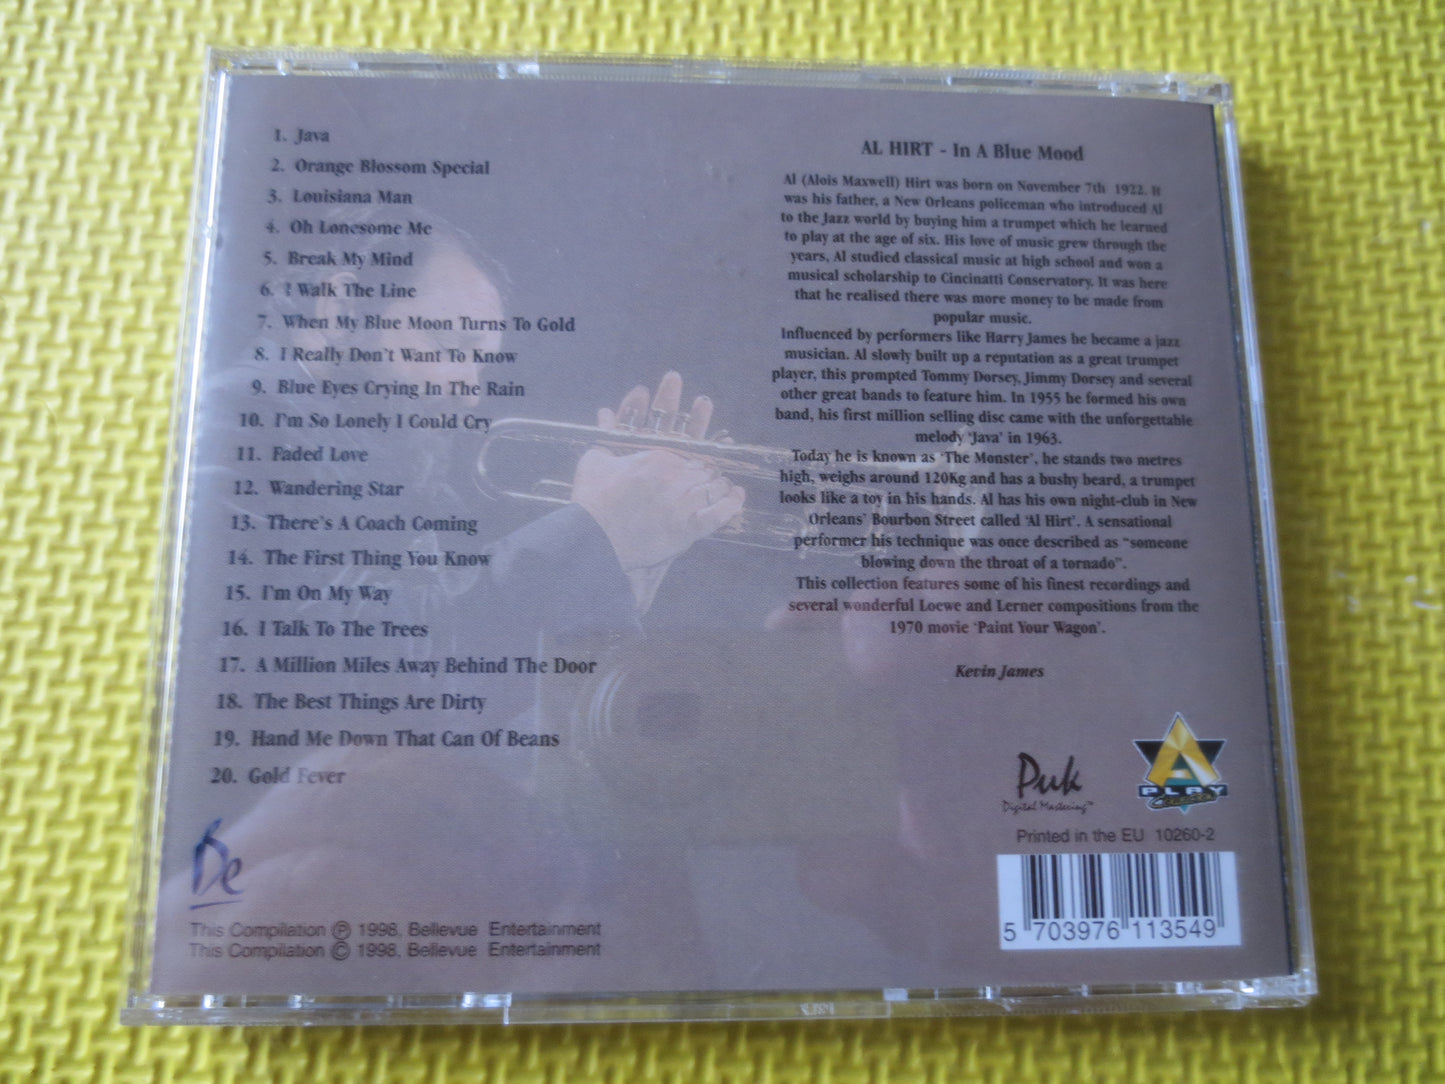 1. Java
2. Orange Blossom Special
3. Louisiana Man
4. Oh Lonesome Me
5. Break My Mind
6. I Walk The Line
7. When My Blue Moon Turns To Gold
8. I Really Don't Want To Know
9. Blue Eyes Crying In The Rain
10. I'm So Lonely I Could Cry
11. Faded Love
12. Wandering Star
13. There's A Coach Coming
14. The First Thing You Know
15. I'm On My Way
16. I Talk To The Trees
17. A Million Miles Away Behind The Door
18. The Best Things Are Dirty
19. Hand Me Down That Can Of Beans
20. Gold Fever
Be
This Compilation Ⓟ 1998, Bellevue Entertainment
This Compilation © 1998, Bellevue Entertainment
AL HIRT - In A Blue Mood
Al (Alois Maxwell) Hirt was born on November 7th 1922. It
was his father, a New Orleans policeman who introduced Al
to the Jazz world by buying him a trumpet which he learned
to play at the age of six. His love of music grew through the
years, Al studied classical music at high school and won a
musical scholarship to Cincinatti Conservatory. It was here
that he realised there was more money to be made from
popular music.
Influenced by performers like Harry James he became a jazz
musician. Al slowly built up a reputation as a great trumpet
player, this prompted Tommy Dorsey, Jimmy Dorsey and several
other great bands to feature him. In 1955 he formed his own
band, his first million selling disc came with the unforgettable
melody 'Java' in 1963.
Today he is known as 'The Monster', he stands two metres
high, weighs around 120Kg and has a bushy beard, a trumpet
looks like a toy in his hands. Al has his own night-club in New
Orleans' Bourbon Street called 'Al Hirt'. A sensational
performer his technique was once described as "someone
blowing down the throat of a tornado".
This collection features some of his finest recordings and
several wonderful Loewe and Lerner compositions from the
1970 movie 'Paint Your Wagon'.
Kevin James
Puk
Digital Mastering™
A
PLAY
Collection
Printed in the EU 10260-2
5 703976 113549